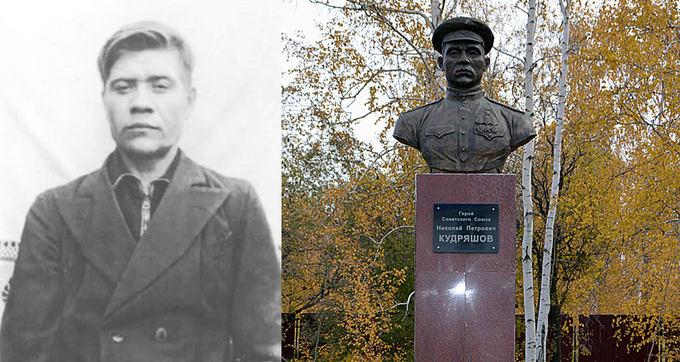 Герой
Советского Союза
Николай Петрович
КУДРЯШОВ